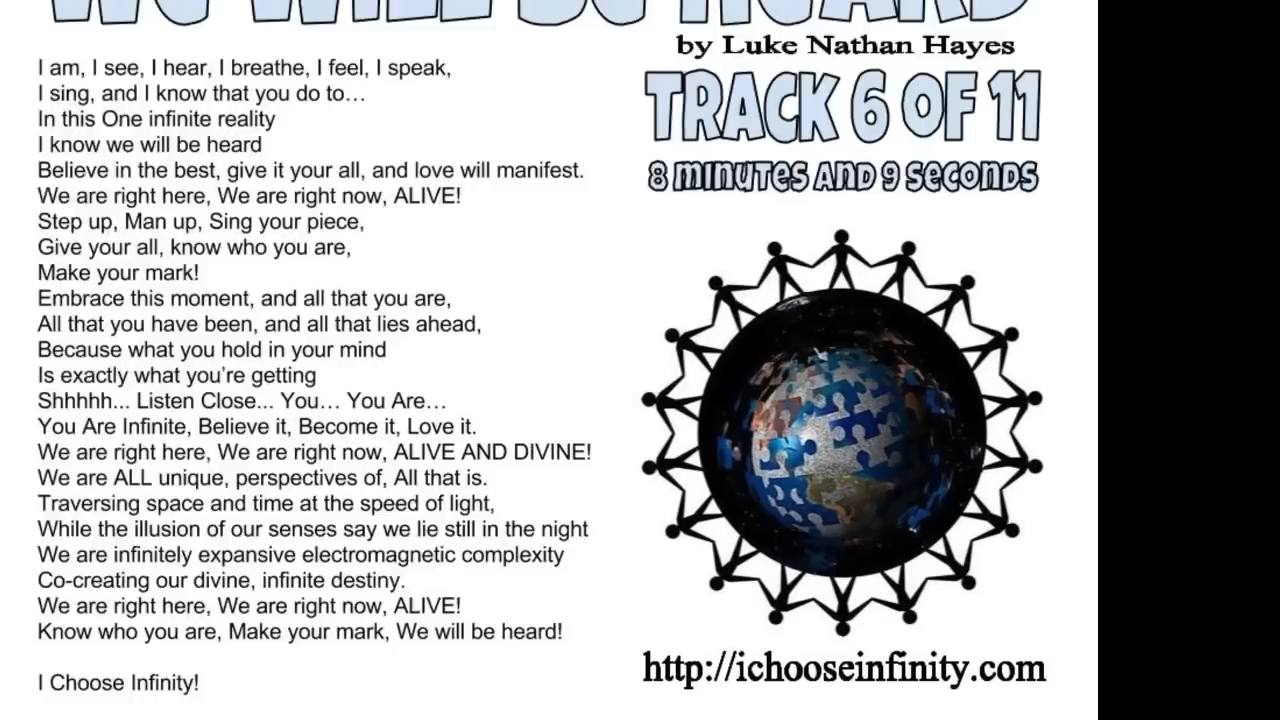 WE WILL BE HEARD
by Luke Nathan Hayes
TRACK 6 OF 11
8 minutes and 9 seconds
I am, I see, I hear, I breathe, I feel, I speak,
I sing, and I know that you do to…
In this One infinite reality
I know we will be heard
Believe in the best, give it your all, and love will manifest.
We are right here, We are right now, ALIVE!
Step up, Man up, Sing your piece,
Give your all, know who you are,
Make your mark!
Embrace this moment, and all that you are,
All that you have been, and all that lies ahead,
Because what you hold in your mind
Is exactly what you're getting
Shhhhh... Listen Close... You… You Are…
You Are Infinite, Believe it, Become it, Love it.
We are right here, We are right now, ALIVE AND DIVINE!
We are ALL unique, perspectives of, All that is.
Traversing space and time at the speed of light,
While the illusion of our senses say we lie still in the night
We are infinitely expansive electromagnetic complexity
Co-creating our divine, infinite destiny.
We are right here, We are right now, ALIVE!
Know who you are, Make your mark, We will be heard!
I Choose Infinity!
http://ichooseinfinity.com